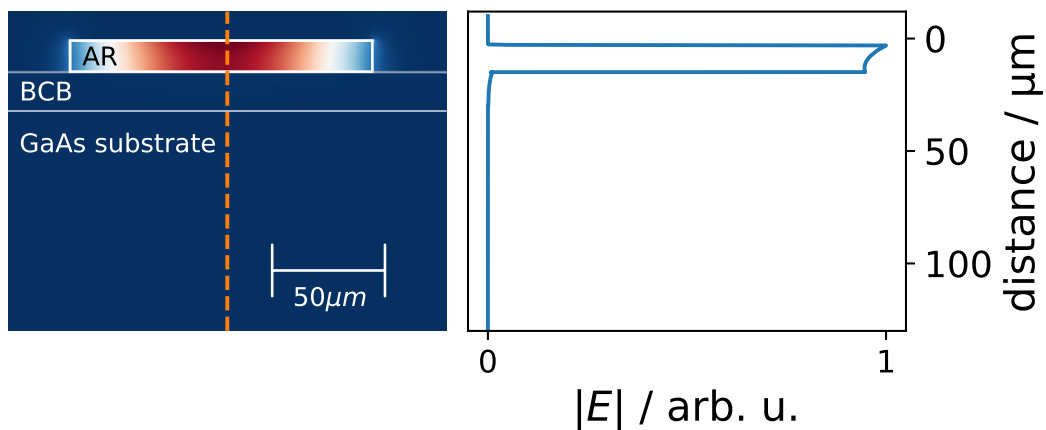 AR
BCB
GaAs substrate
50μm
0
50
100
distance / μm
0
1
|E| / arb. u.